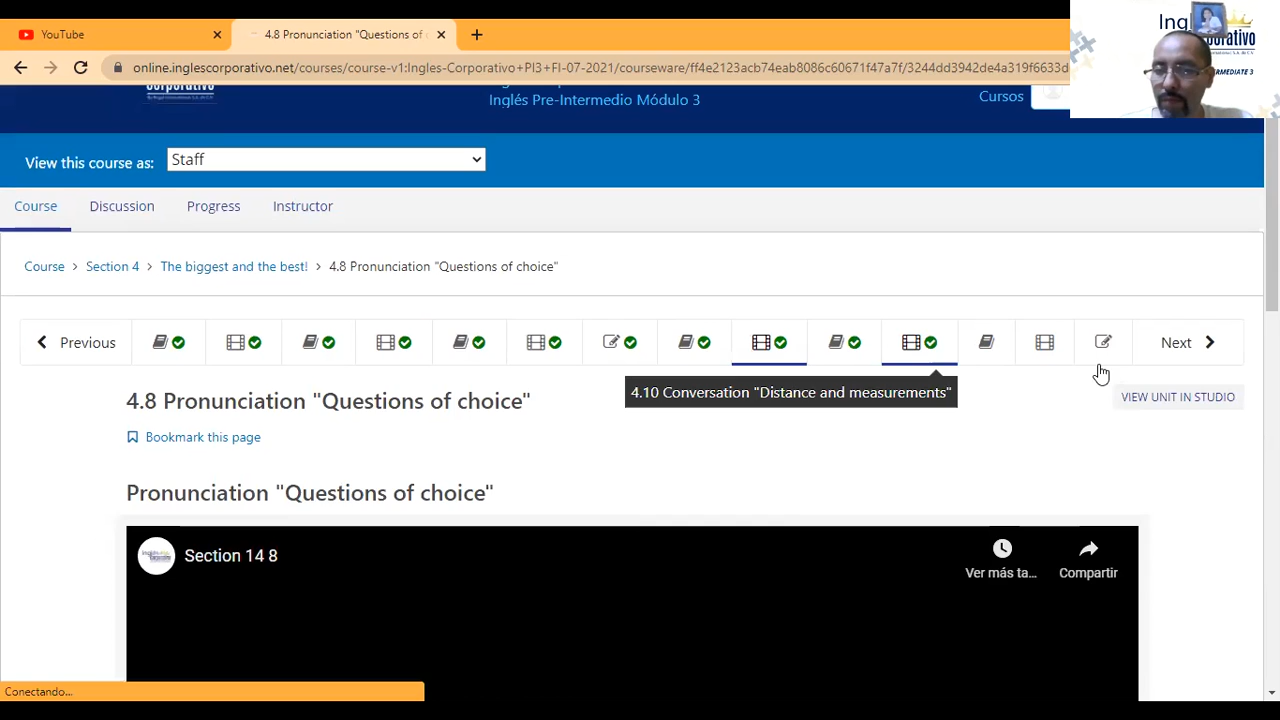 YouTube
4.8 Pronunciation "Questions of
online.inglescorporativo.net/courses/course-v1:Ingles-Corporativo+PI3+FI-07-2021/courseware/ff4e2123acb74eab8086c60671f47a7f/3244dd3942de4a319f6633d
Inglés Pre-Intermedio Módulo 3
Cursos
View this course as:
Staff
Course
Discussion
Progress
Instructor
Course > Section 4 > The biggest and the best! > 4.8 Pronunciation "Questions of choice"
Previous
Next
4.10 Conversation "Distance and measurements"
VIEW UNIT IN STUDIO
4.8 Pronunciation "Questions of choice"
Bookmark this page
Pronunciation "Questions of choice"
Section 14 8
Ver más ta...
Compartir
Conectando...